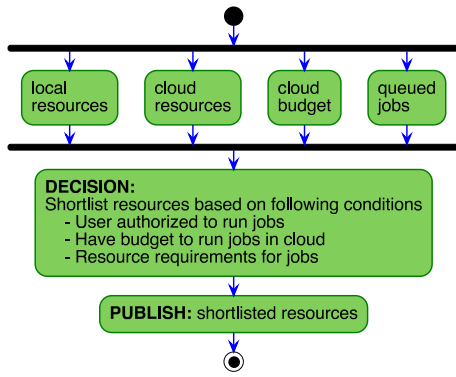 local
resources
cloud
resources
cloud
budget
queued
jobs
DECISION:
Shortlist resources based on following conditions
- User authorized to run jobs
- Have budget to run jobs in cloud
- Resource requirements for jobs
PUBLISH: shortlisted resources